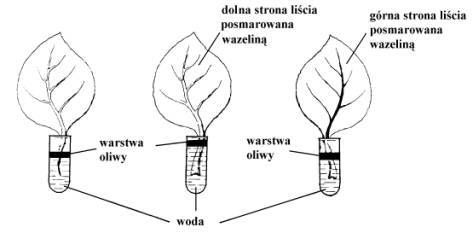 dolna strona liścia
posmarowana
wazeliną
górna strona liścia
posmarowana
wazeliną
warstwa
oliwy
warstwa
oliwy
woda